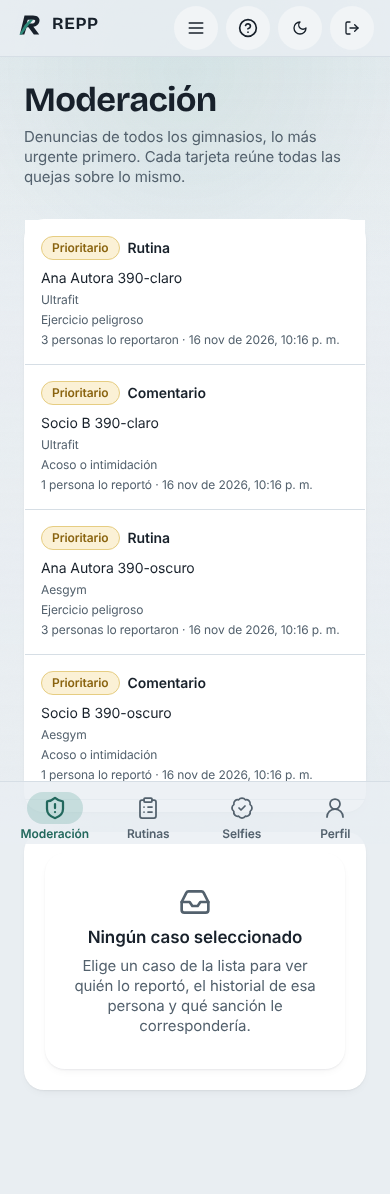 REPP
Moderación
Denuncias de todos los gimnasios, lo más
urgente primero. Cada tarjeta reúne todas las
quejas sobre lo mismo.
Prioritario Rutina
Ana Autora 390-claro
Ultrafit
Ejercicio peligroso
3 personas lo reportaron · 16 nov de 2026, 10:16 p. m.
Prioritario Comentario
Socio B 390-claro
Ultrafit
Acoso o intimidación
1 persona lo reportó · 16 nov de 2026, 10:16 p. m.
Prioritario Rutina
Ana Autora 390-oscuro
Aesgym
Ejercicio peligroso
3 personas lo reportaron · 16 nov de 2026, 10:16 p. m.
Prioritario Comentario
Socio B 390-oscuro
Aesgym
Acoso o intimidación
1 persona lo reportó · 16 nov de 2026, 10:16 p. m.
Moderación Rutinas Selfies Perfil
Ningún caso seleccionado
Elige un caso de la lista para ver
quién lo reportó, el historial de esa
persona y qué sanción le
correspondería.